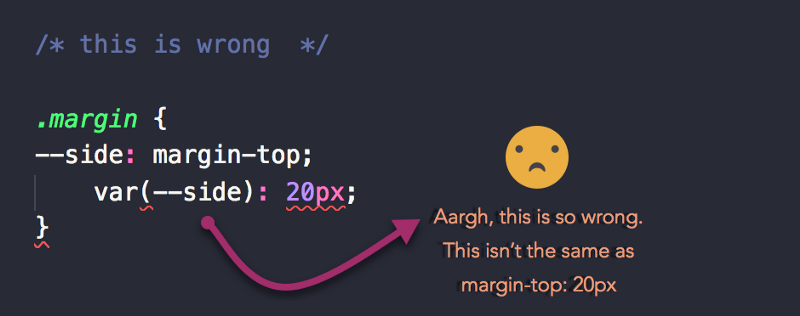 /* this is wrong  */
.margin {
--side: margin-top;
    var(--side): 20px;
}
Aargh, this is so wrong.
This isn’t the same as
margin-top: 20px